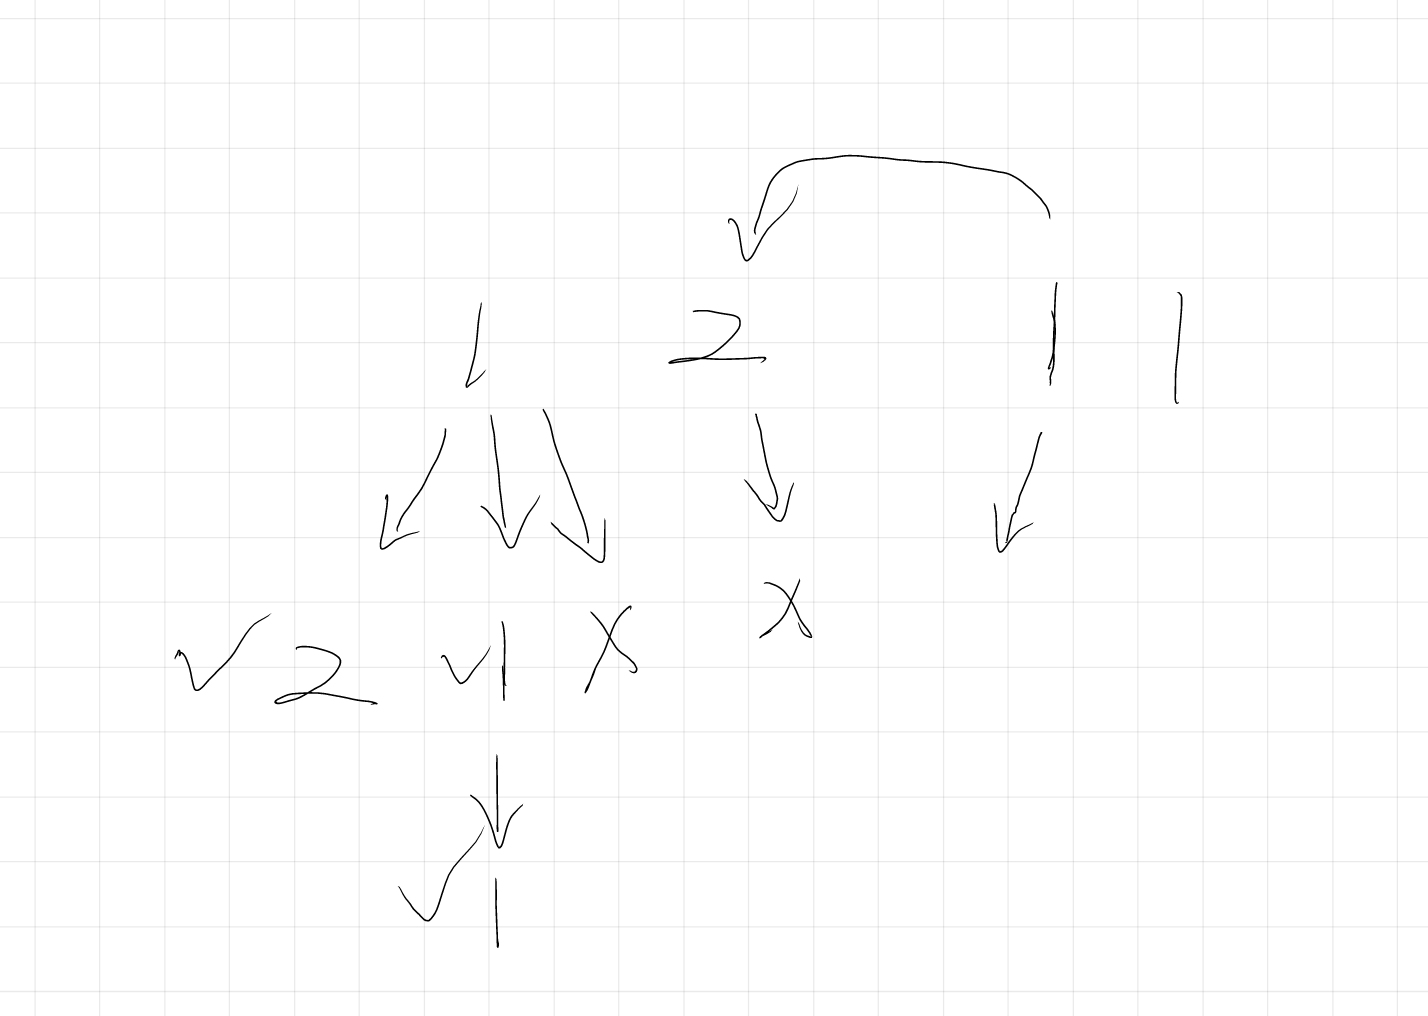 1 2 1 1
✓ 2 ✓ 1 x x
✓ 1